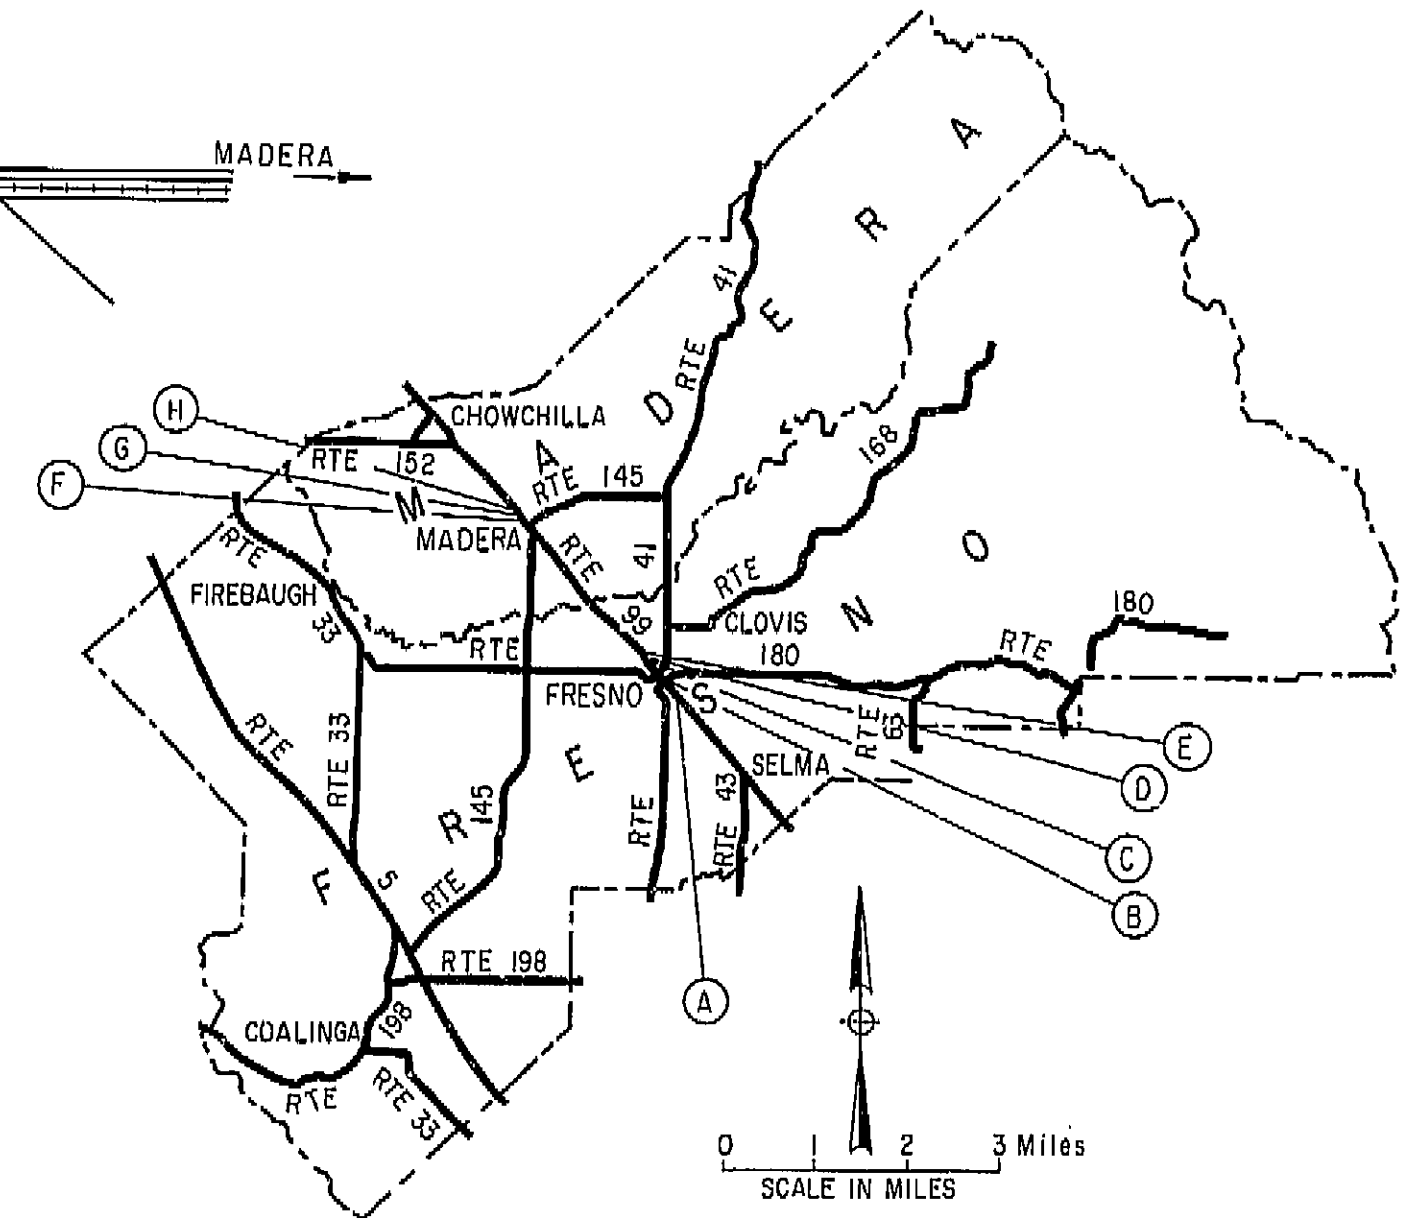 MADERA
A
R
E
D
A
M
41
RTE
H
G
F
CHOWCHILLA
RTE 152
RTE 145
MADERA
RTE
99
41
168
RTE
CLOVIS
O
N
S
E
R
F
RTE
FIREBAUGH
33
RTE
180
FRESNO
RTE
180
RTE
63
SELMA
RTE 43
RTE
RTE 33
RTE
5
145
RTE
RTE 198
COALINGA
198
RTE
RTE 33
E
D
C
B
A
0 1 2 3 Miles
SCALE IN MILES